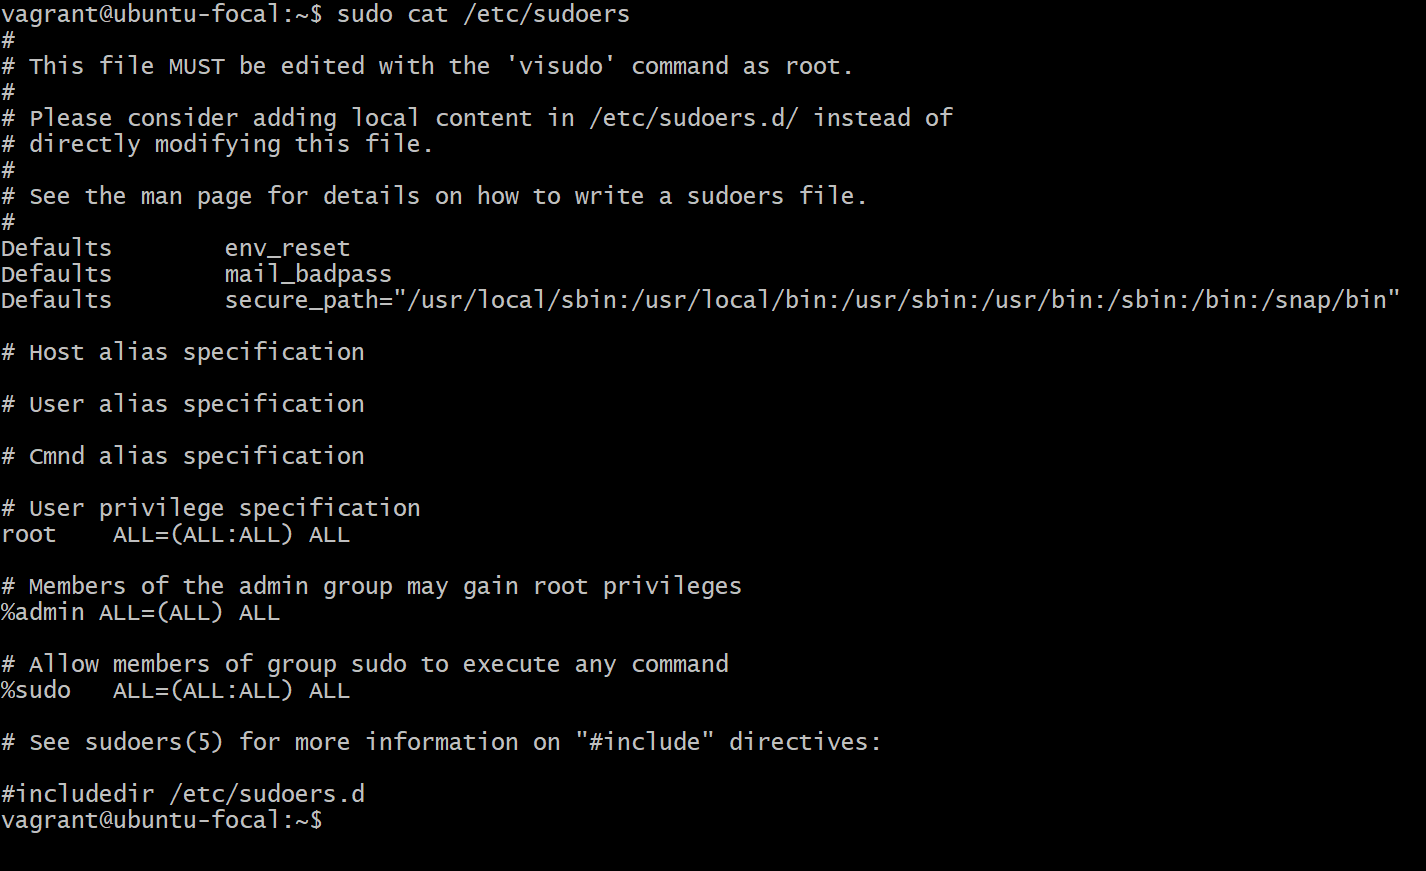 vagrant@ubuntu-focal:~$ sudo cat /etc/sudoers
#
# This file MUST be edited with the 'visudo' command as root.
#
# Please consider adding local content in /etc/sudoers.d/ instead of
# directly modifying this file.
#
# See the man page for details on how to write a sudoers file.
#
Defaults        env_reset
Defaults        mail_badpass
Defaults        secure_path="/usr/local/sbin:/usr/local/bin:/usr/sbin:/usr/bin:/sbin:/bin:/snap/bin"

# Host alias specification

# User alias specification

# Cmnd alias specification

# User privilege specification
root    ALL=(ALL:ALL) ALL

# Members of the admin group may gain root privileges
%admin ALL=(ALL) ALL

# Allow members of group sudo to execute any command
%sudo   ALL=(ALL:ALL) ALL

# See sudoers(5) for more information on "#include" directives:

#includedir /etc/sudoers.d
vagrant@ubuntu-focal:~$